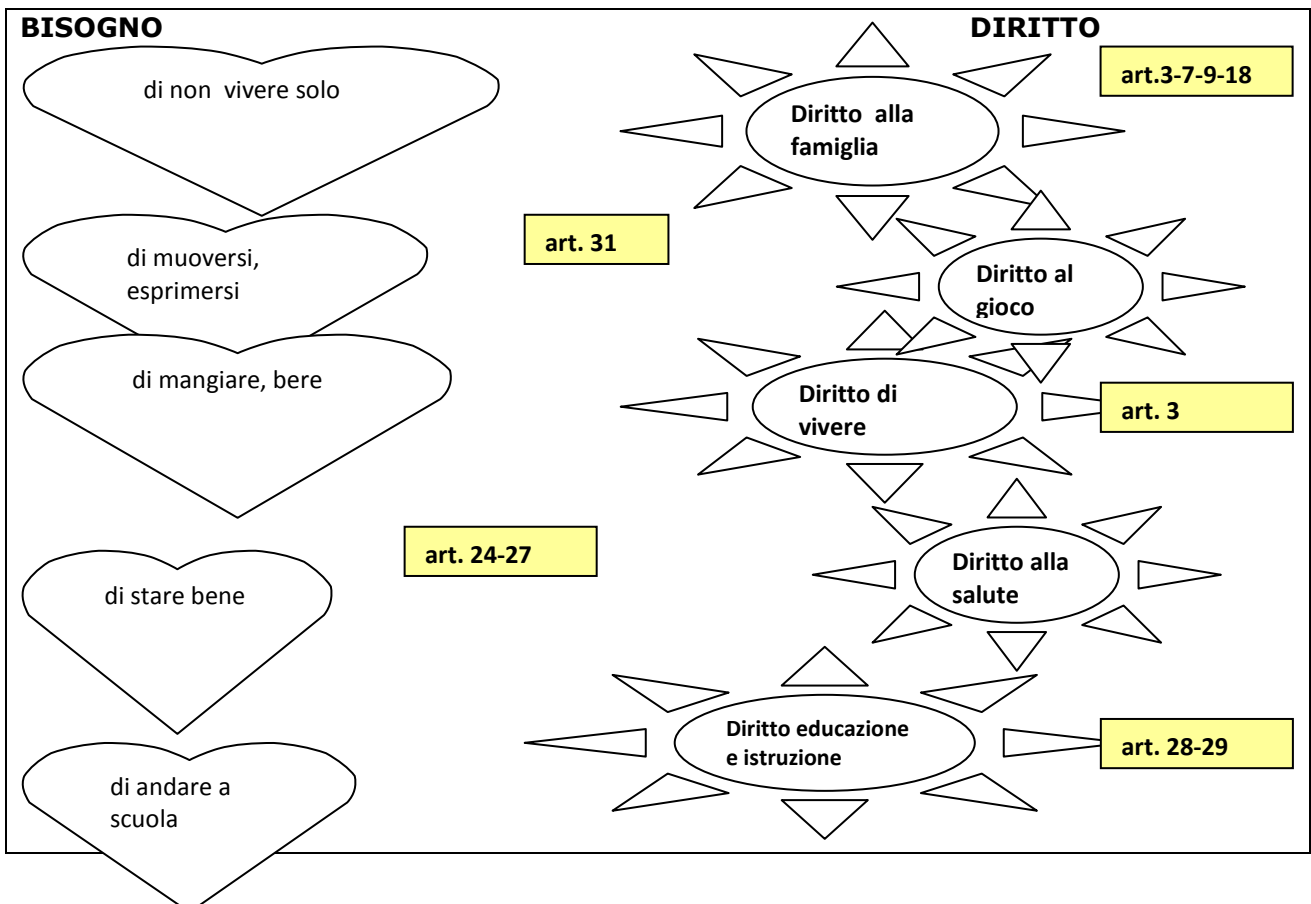 BISOGNO
DIRITTO
di non vivere solo
Diritto alla
famiglia
art.3-7-9-18
di muoversi,
esprimersi
art. 31
Diritto al
gioco
di mangiare, bere
Diritto di
vivere
art. 3
di stare bene
art. 24-27
Diritto alla
salute
di andare a
scuola
Diritto educazione
e istruzione
art. 28-29